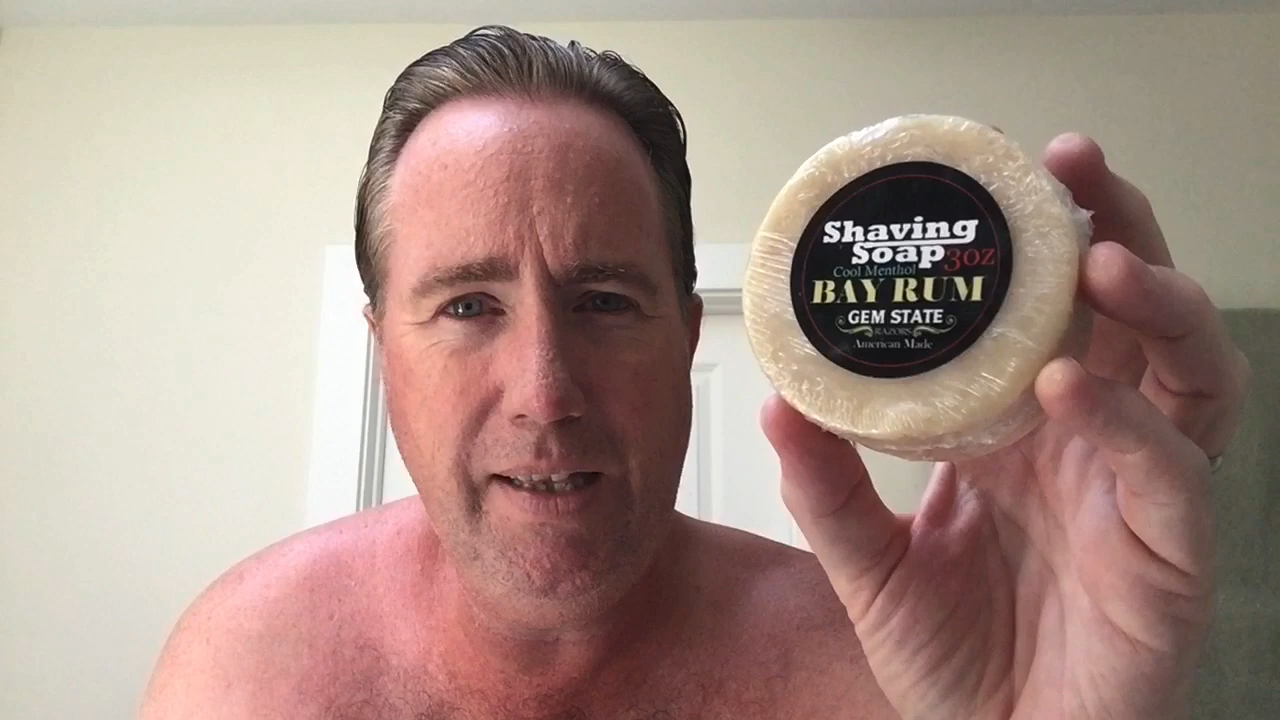 Shaving
Soap 3oz
Cool Menthol
BAY RUM
GEM STATE
RAZORS
American Made